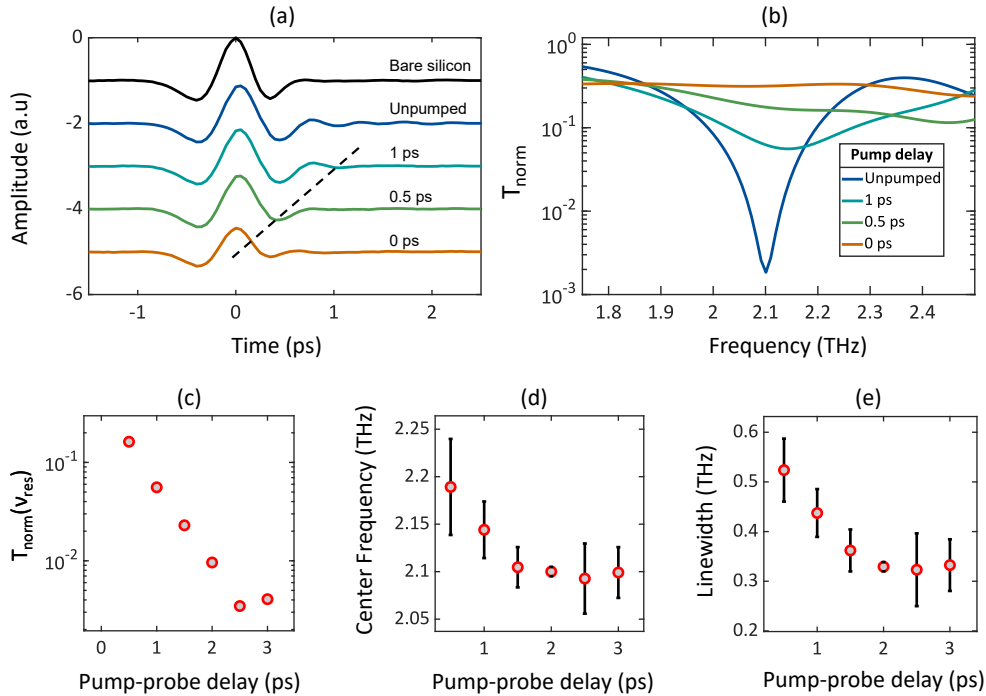 (a)
Amplitude (a.u)
0
-2
-4
-6
Bare silicon
Unpumped
1 ps
0.5 ps
0 ps
-1
0
1
2
Time (ps)
(b)
T_norm
10^0
10^-1
10^-2
10^-3
Pump delay
Unpumped
1 ps
0.5 ps
0 ps
1.8
1.9
2
2.1
2.2
2.3
2.4
Frequency (THz)
(c)
T_norm(ν_res)
10^-1
10^-2
0
1
2
3
Pump-probe delay (ps)
(d)
Center Frequency (THz)
2.25
2.2
2.15
2.1
2.05
1
2
3
Pump-probe delay (ps)
(e)
Linewidth (THz)
0.6
0.5
0.4
0.3
0.2
1
2
3
Pump-probe delay (ps)